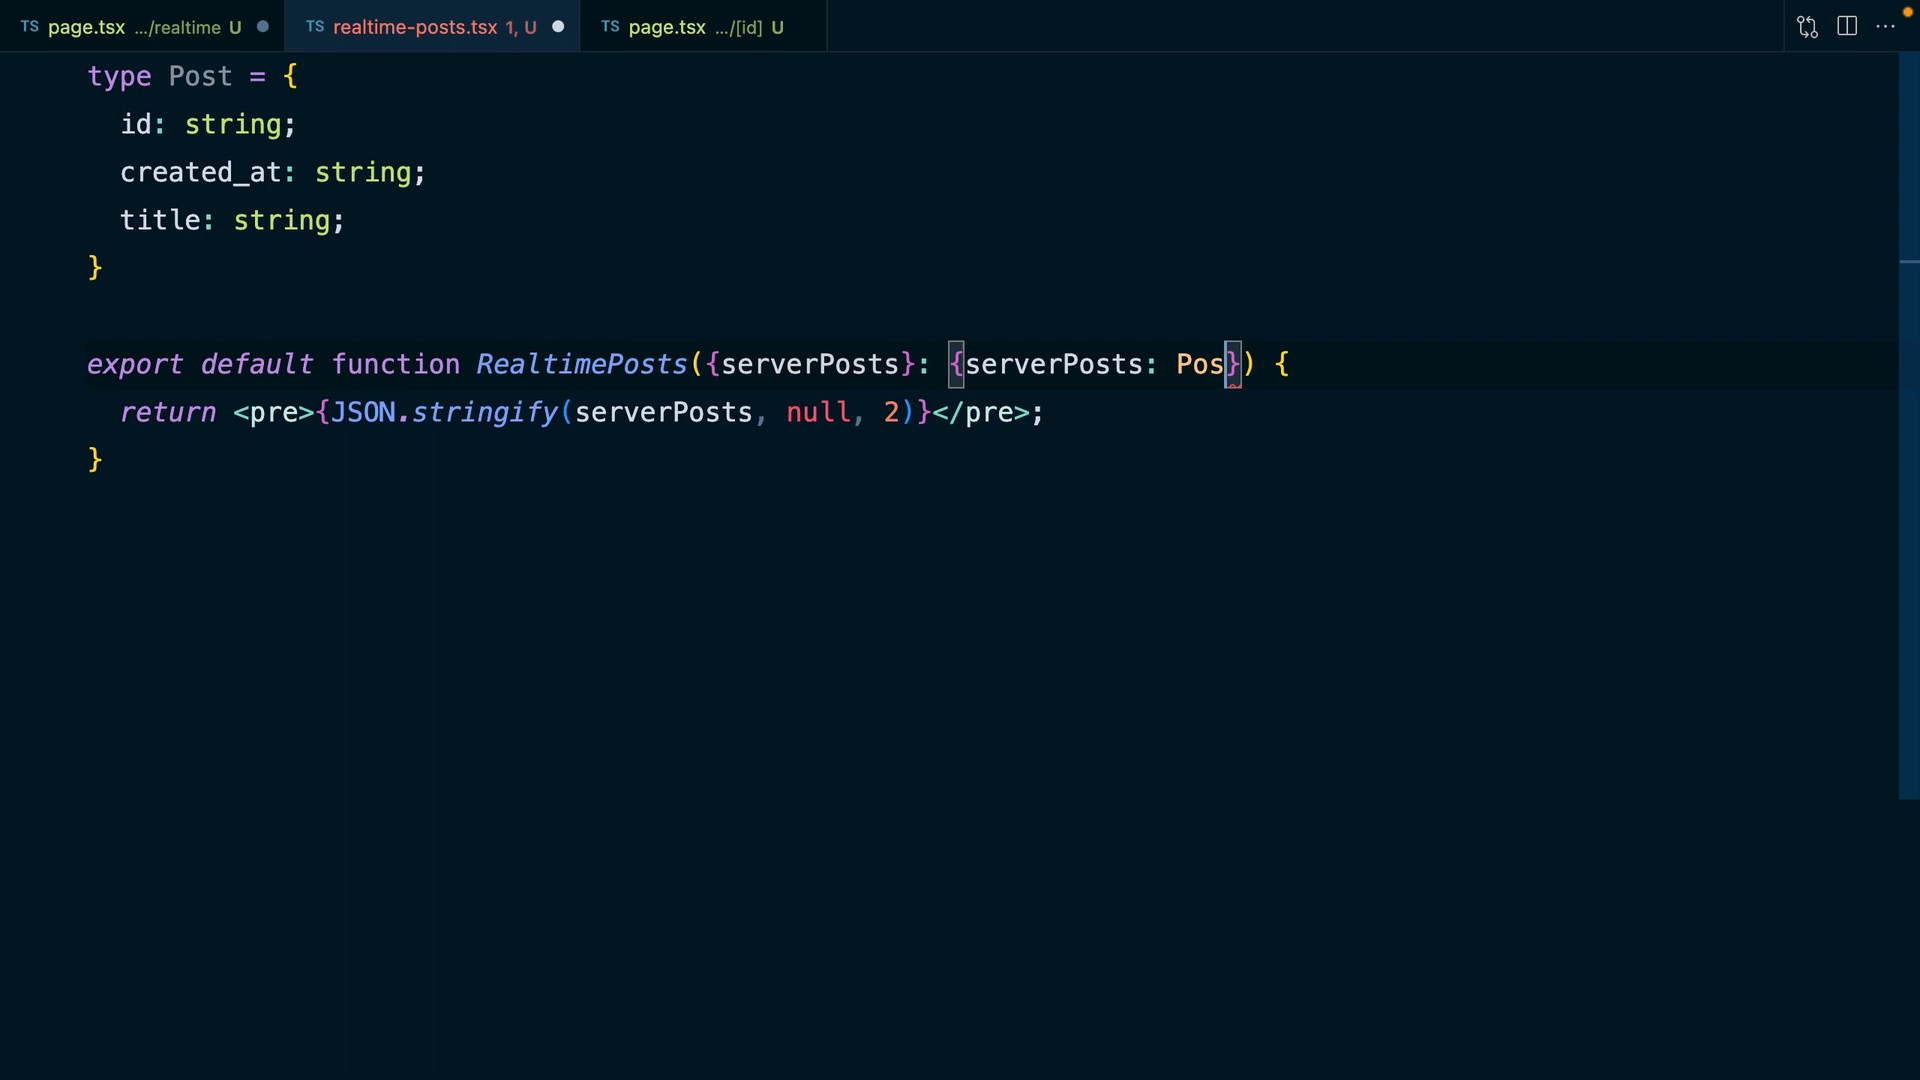 TS page.tsx .../realtime U TS realtime-posts.tsx 1, U TS page.tsx .../[id] U
type Post = {
  id: string;
  created_at: string;
  title: string;
}
export default function RealtimePosts({serverPosts}: {serverPosts: Pos}) {
  return <pre>{JSON.stringify(serverPosts, null, 2)}</pre>;
}